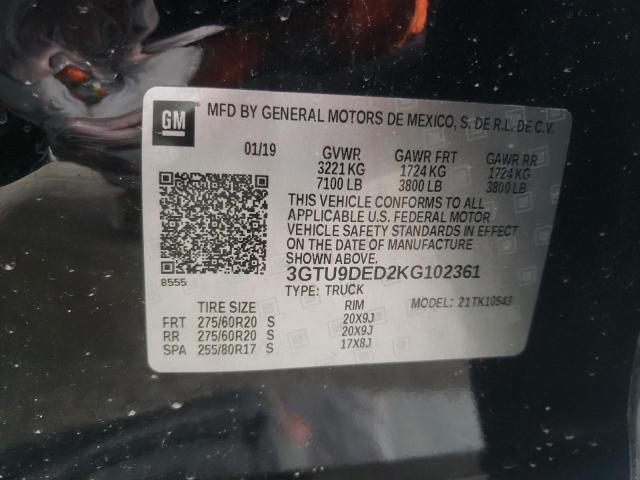 GM MFD BY GENERAL MOTORS DE MEXICO, S. DE R.L. DE C.V.
01/19 GVWR GAWR FRT GAWR RR
3221 KG 1724 KG 1724 KG
7100 LB 3800 LB 3800 LB
THIS VEHICLE CONFORMS TO ALL
APPLICABLE U.S. FEDERAL MOTOR
VEHICLE SAFETY STANDARDS IN EFFECT
ON THE DATE OF MANUFACTURE
SHOWN ABOVE.
8555
3GTU9DED2KG102361
TYPE: TRUCK MODEL: 21TK10543
TIRE SIZE RIM
FRT 275/60R20 S 20X9J
RR 275/60R20 S 20X9J
SPA 255/80R17 S 17X8J